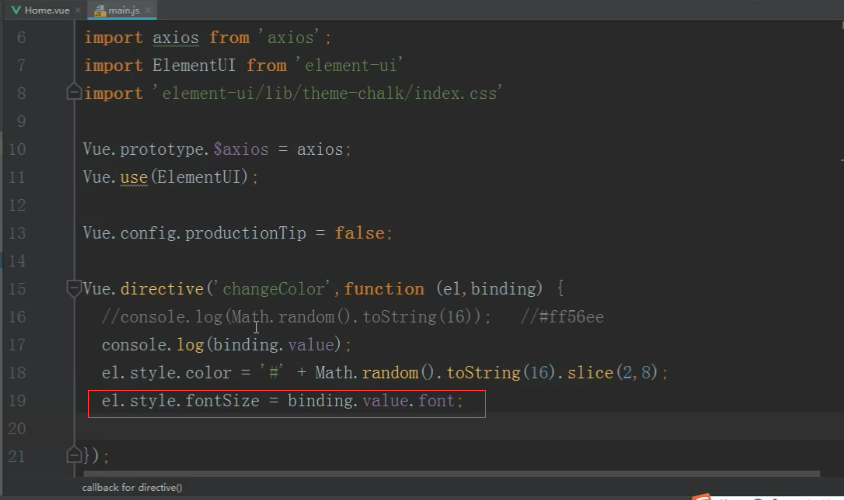 Home.vue
main.js
6 import axios from 'axios';
7 import ElementUI from 'element-ui'
8 import 'element-ui/lib/theme-chalk/index.css'
9
10 Vue.prototype.$axios = axios;
11 Vue.use(ElementUI);
12
13 Vue.config.productionTip = false;
14
15 Vue.directive('changeColor',function (el,binding) {
16 //console.log(Math.random().toString(16)); //#ff56ee
17 console.log(binding.value);
18 el.style.color = '#' + Math.random().toString(16).slice(2,8);
19 el.style.fontSize = binding.value.font;
20
21 });
callback for directive()